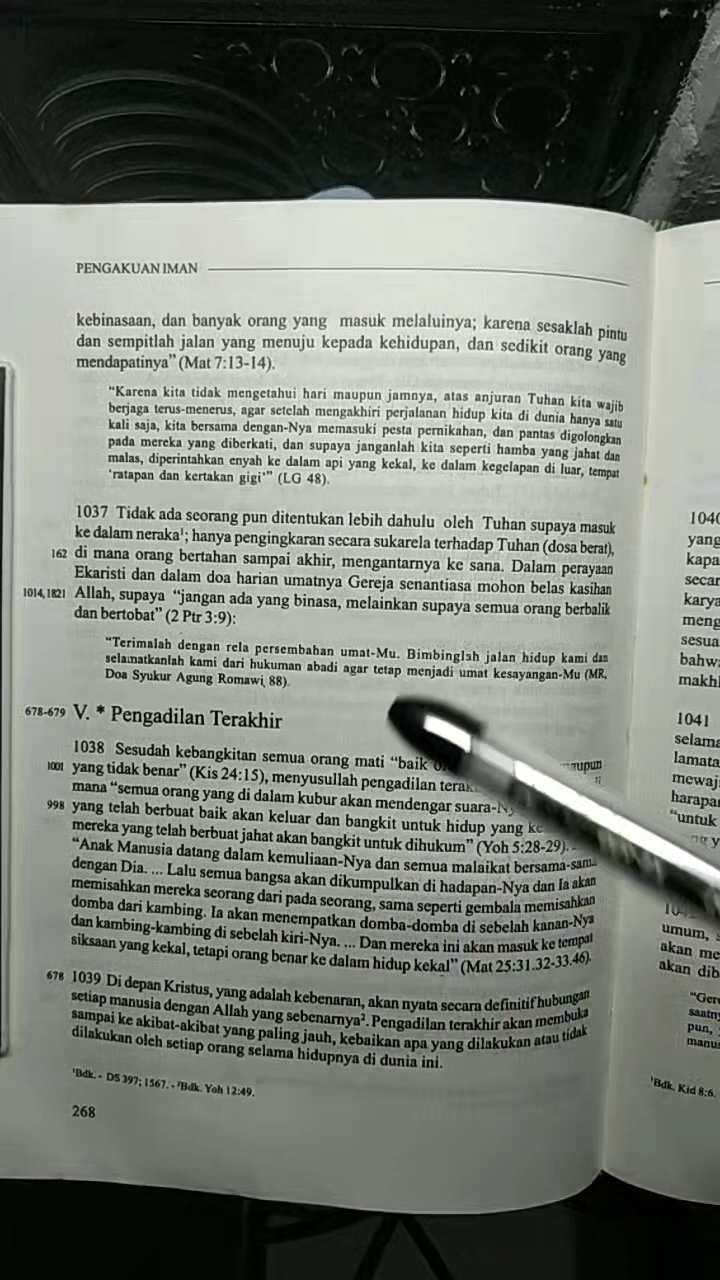 PENGAKUAN IMAN
kebinasaan, dan banyak orang yang masuk melaluinya; karena sesaklah pintu
dan sempitlah jalan yang menuju kepada kehidupan, dan sedikit orang yang
mendapatinya" (Mat 7:13-14).
"Karena kita tidak mengetahui hari maupun jamnya, atas anjuran Tuhan kita wajib
berjaga terus-menerus, agar setelah mengakhiri perjalanan hidup kita di dunia hanya satu
kali saja, kita bersama dengan-Nya memasuki pesta pernikahan, dan pantas digolongkan
pada mereka yang diberkati, dan supaya janganlah kita seperti hamba yang jahat dan
malas, diperintahkan enyah ke dalam api yang kekal, ke dalam kegelapan di luar, tempat
'ratapan dan kertakan gigi'" (LG 48).
1037 Tidak ada seorang pun ditentukan lebih dahulu oleh Tuhan supaya masuk
ke dalam neraka¹; hanya pengingkaran secara sukarela terhadap Tuhan (dosa berat),
162 di mana orang bertahan sampai akhir, mengantarnya ke sana. Dalam perayaan
Ekaristi dan dalam doa harian umatnya Gereja senantiasa mohon belas kasihan
1014,1821 Allah, supaya "jangan ada yang binasa, melainkan supaya semua orang berbalik
dan bertobat" (2 Ptr 3:9):
"Terimalah dengan rela persembahan umat-Mu. Bimbinglah jalan hidup kami dan
selamatkanlah kami dari hukuman abadi agar tetap menjadi umat kesayangan-Mu (MR,
Doa Syukur Agung Romawi, 88).
678-679 V. * Pengadilan Terakhir
1038 Sesudah kebangkitan semua orang mati "baik maupun
1001 yang tidak benar" (Kis 24:15), menyusullah pengadilan
mana "semua orang yang di dalam kubur akan mendengar
998 yang telah berbuat baik akan keluar dan bangkit untuk hidup yang
mereka yang telah berbuat jahat akan bangkit untuk dihukum" (Yoh 5:28-29).
"Anak Manusia datang dalam kemuliaan-Nya dan semua malaikat bersama-sama
dengan Dia. ... Lalu semua bangsa akan dikumpulkan di hadapan-Nya dan Ia akan
memisahkan mereka seorang dari pada seorang, sama seperti gembala memisahkan
domba dari kambing. Ia akan menempatkan domba-domba di sebelah kanan-Nya
dan kambing-kambing di sebelah kiri-Nya. ... Dan mereka ini akan masuk ke tempat
siksaan yang kekal, tetapi orang benar ke dalam hidup kekal" (Mat 25:31.32-33.46).
678 1039 Di depan Kristus, yang adalah kebenaran, akan nyata secara definitif hubungan
setiap manusia dengan Allah yang sebenarnya². Pengadilan terakhir akan membuka
sampai ke akibat-akibat yang paling jauh, kebaikan apa yang dilakukan atau tidak
dilakukan oleh setiap orang selama hidupnya di dunia ini.
¹Bdk. - DS 397; 1567. - ²Bdk. Yoh 12:49.
268
yang
1041
"untuk
umum,
¹Bdk. Kid 8:6.